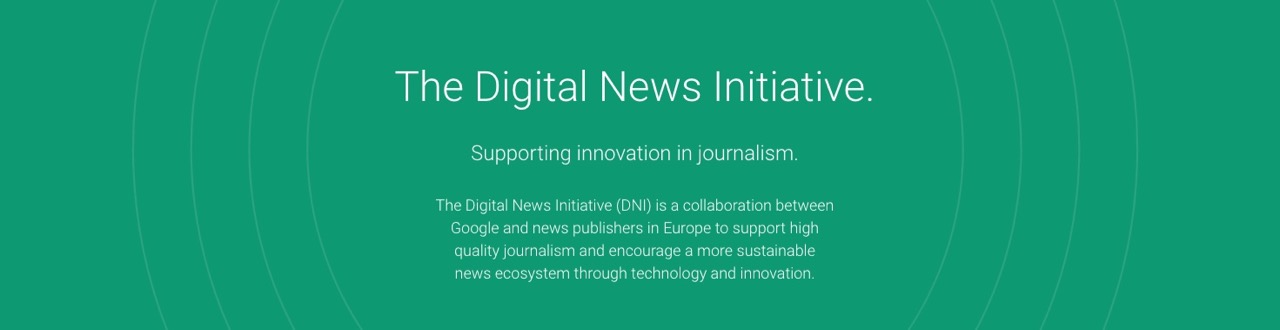 The Digital News Initiative.
Supporting innovation in journalism.
The Digital News Initiative (DNI) is a collaboration between
Google and news publishers in Europe to support high
quality journalism and encourage a more sustainable
news ecosystem through technology and innovation.